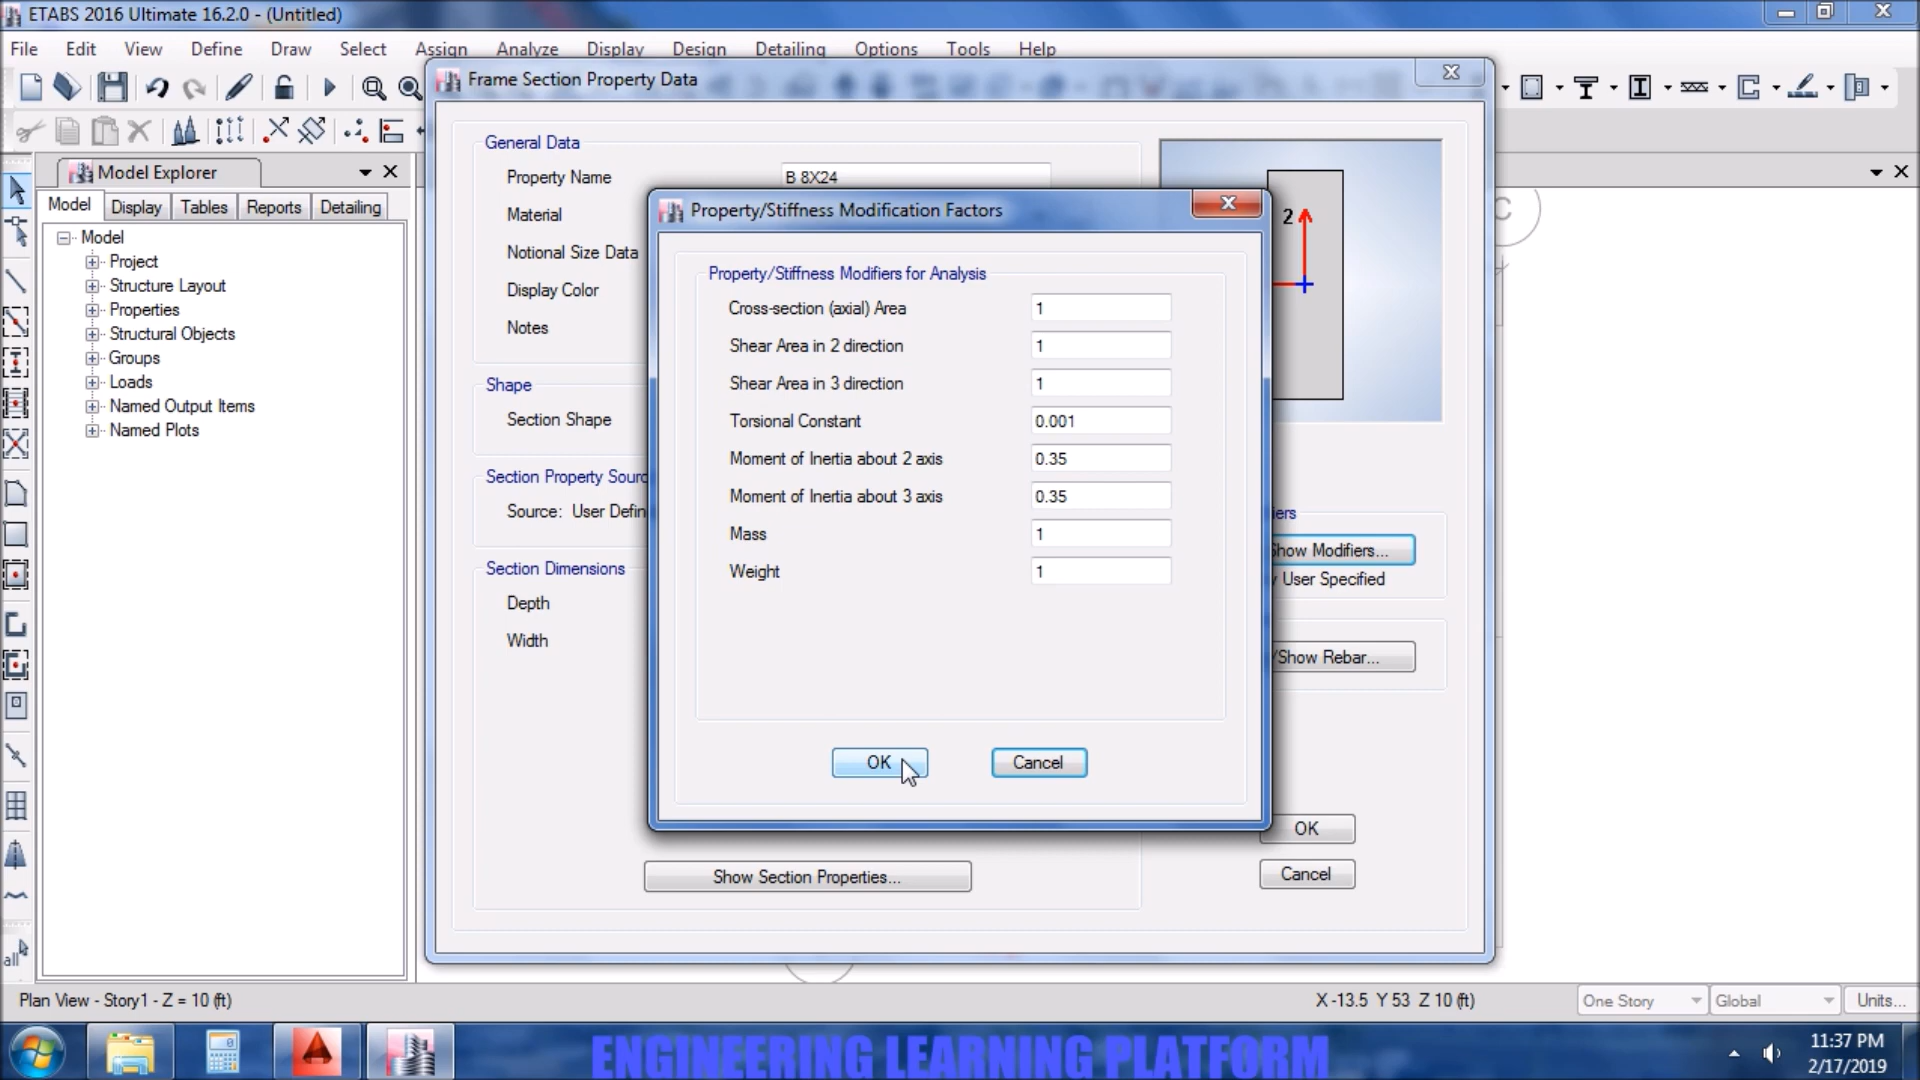 ETABS 2016 Ultimate 16.2.0 - (Untitled)
File Edit View Define Draw Select Assign Analyze Display Design Detailing Options Tools Help
Frame Section Property Data
Model Explorer
Model Display Tables Reports Detailing
Model
Project
Structure Layout
Properties
Structural Objects
Groups
Loads
Named Output Items
Named Plots
General Data
Property Name B 8X24
Material
Notional Size Data
Display Color
Notes
Shape
Section Shape
Section Property Sour
Source: User Defin
Section Dimensions
Depth
Width
Show Section Properties...
2
C
Property/Stiffness Modification Factors
Property/Stiffness Modifiers for Analysis
Cross-section (axial) Area 1
Shear Area in 2 direction 1
Shear Area in 3 direction 1
Torsional Constant 0.001
Moment of Inertia about 2 axis 0.35
Moment of Inertia about 3 axis 0.35
Mass 1
Weight 1
OK Cancel
iers
Show Modifiers...
y User Specified
/Show Rebar...
OK
Cancel
all
Plan View - Story1 - Z = 10 (ft) X -13.5 Y 53 Z 10 (ft) One Story Global Units...
ENGINEERING LEARNING PLATFORM
11:37 PM
2/17/2019